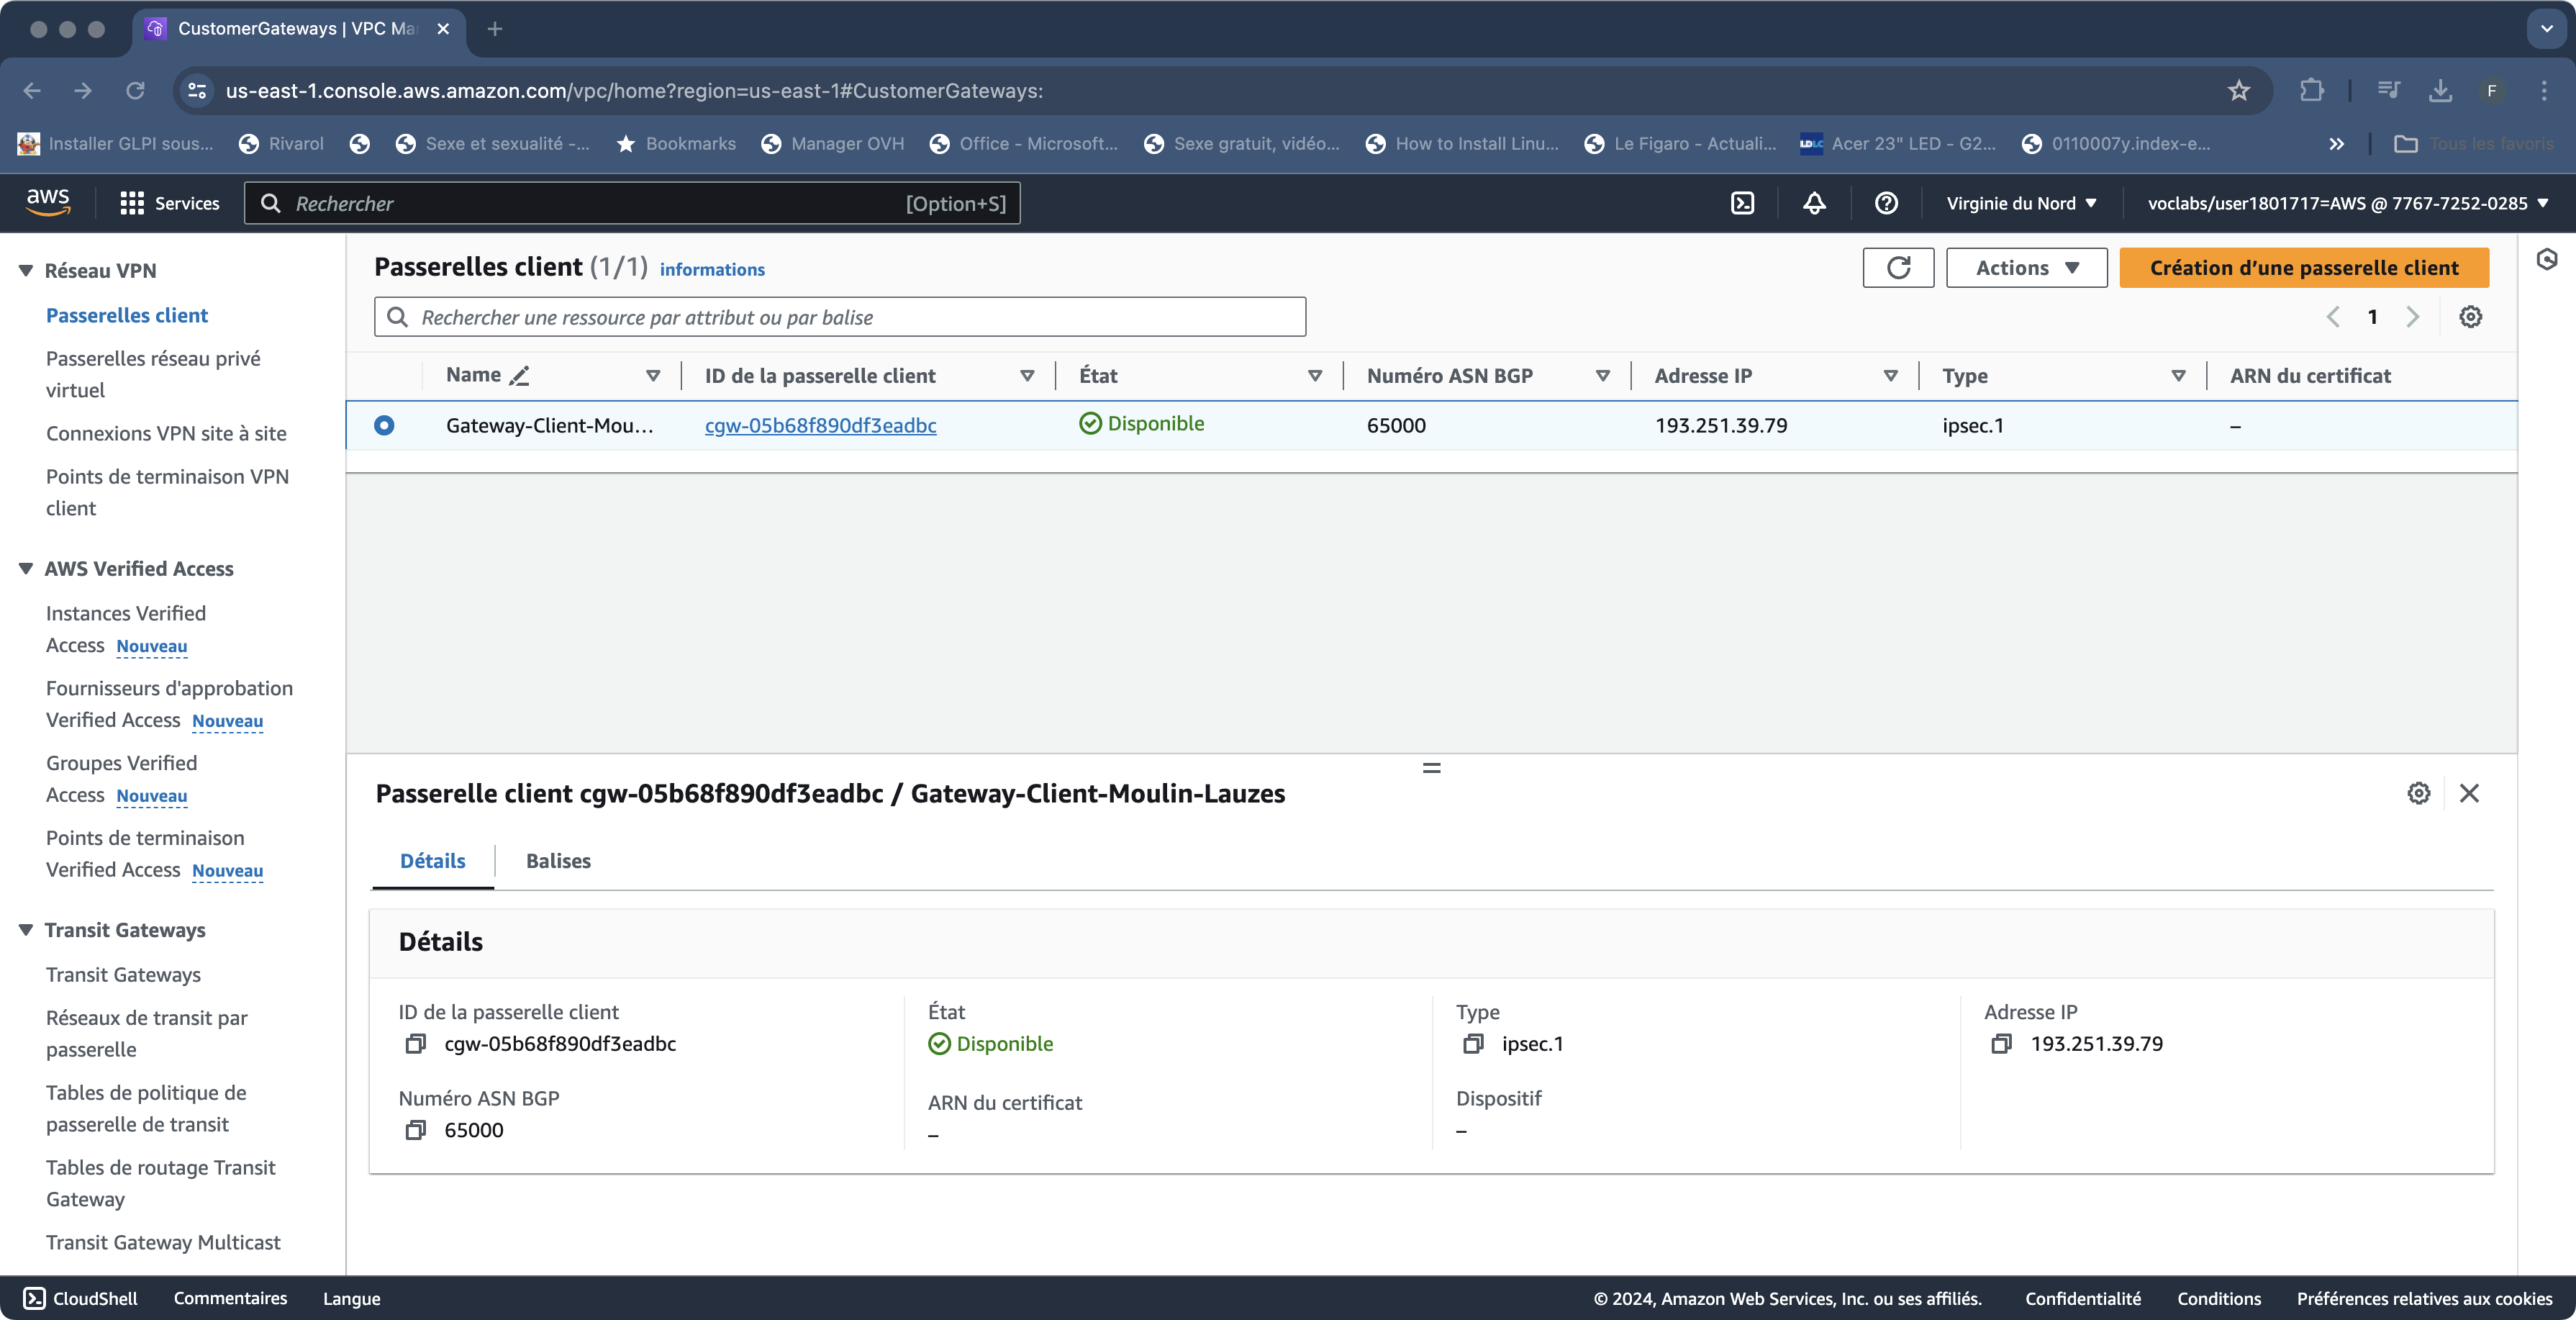 CustomerGateways | VPC Ma
us-east-1.console.aws.amazon.com/vpc/home?region=us-east-1#CustomerGateways:
F
Installer GLPI sous...
Rivarol
Sexe et sexualité -...
Bookmarks
Manager OVH
Office - Microsoft...
Sexe gratuit, vidéo...
How to Install Linu...
Le Figaro - Actuali...
LDLC
Acer 23" LED - G2...
0110007y.index-e...
Tous les favoris
aws
Services
Rechercher
[Option+S]
Virginie du Nord
voclabs/user1801717=AWS @ 7767-7252-0285
Réseau VPN
Passerelles client
Passerelles réseau privé
virtuel
Connexions VPN site à site
Points de terminaison VPN
client
AWS Verified Access
Instances Verified
Access Nouveau
Fournisseurs d'approbation
Verified Access Nouveau
Groupes Verified
Access Nouveau
Points de terminaison
Verified Access Nouveau
Transit Gateways
Transit Gateways
Réseaux de transit par
passerelle
Tables de politique de
passerelle de transit
Tables de routage Transit
Gateway
Transit Gateway Multicast
Passerelles client (1/1) informations
Actions
Création d’une passerelle client
Rechercher une ressource par attribut ou par balise
1
Name
ID de la passerelle client
État
Numéro ASN BGP
Adresse IP
Type
ARN du certificat
Gateway-Client-Mou...
cgw-05b68f890df3eadbc
Disponible
65000
193.251.39.79
ipsec.1
–
Passerelle client cgw-05b68f890df3eadbc / Gateway-Client-Moulin-Lauzes
Détails
Balises
Détails
ID de la passerelle client
cgw-05b68f890df3eadbc
État
Disponible
Type
ipsec.1
Adresse IP
193.251.39.79
Numéro ASN BGP
65000
ARN du certificat
–
Dispositif
–
CloudShell
Commentaires
Langue
© 2024, Amazon Web Services, Inc. ou ses affiliés.
Confidentialité
Conditions
Préférences relatives aux cookies